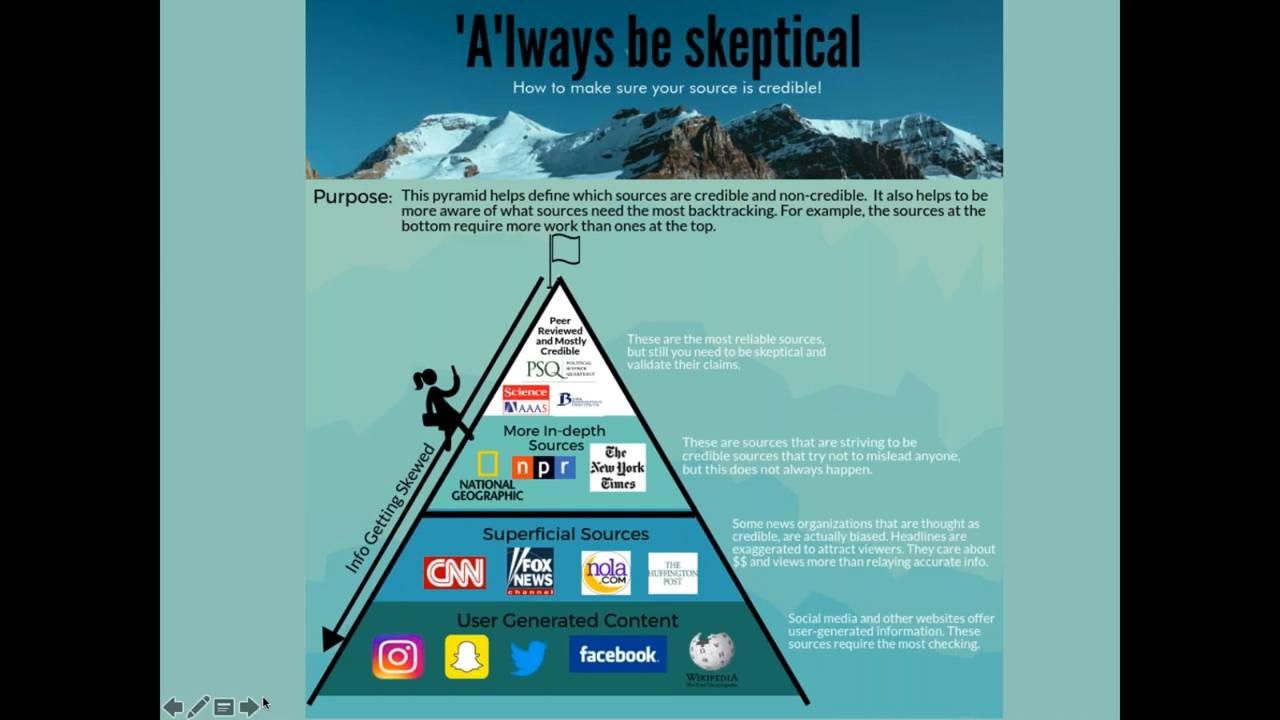 'A'lways be skeptical
How to make sure your source is credible!
Purpose:
This pyramid helps define which sources are credible and non-credible. It also helps to be
more aware of what sources need the most backtracking. For example, the sources at the
bottom require more work than ones at the top.
Peer
Reviewed
and Mostly
Credible
PSQ POLITICAL
SCIENCE
QUARTERLY
Science
AAAS
These are the most reliable sources,
but still you need to be skeptical and
validate their claims.
More In-depth
Sources
NATIONAL
GEOGRAPHIC
npr
The
New York
Times
These are sources that are striving to be
credible sources that try not to mislead anyone,
but this does not always happen.
Info Getting Skewed
Superficial Sources
CNN
FOX
NEWS
channel
nola
.COM
THE
HUFFINGTON
POST
Some news organizations that are thought as
credible, are actually biased. Headlines are
exaggerated to attract viewers. They care about
$$ and views more than relaying accurate info.
User Generated Content
facebook.
WIKIPEDIA
The Free Encyclopedia
Social media and other websites offer
user-generated information. These
sources require the most checking.